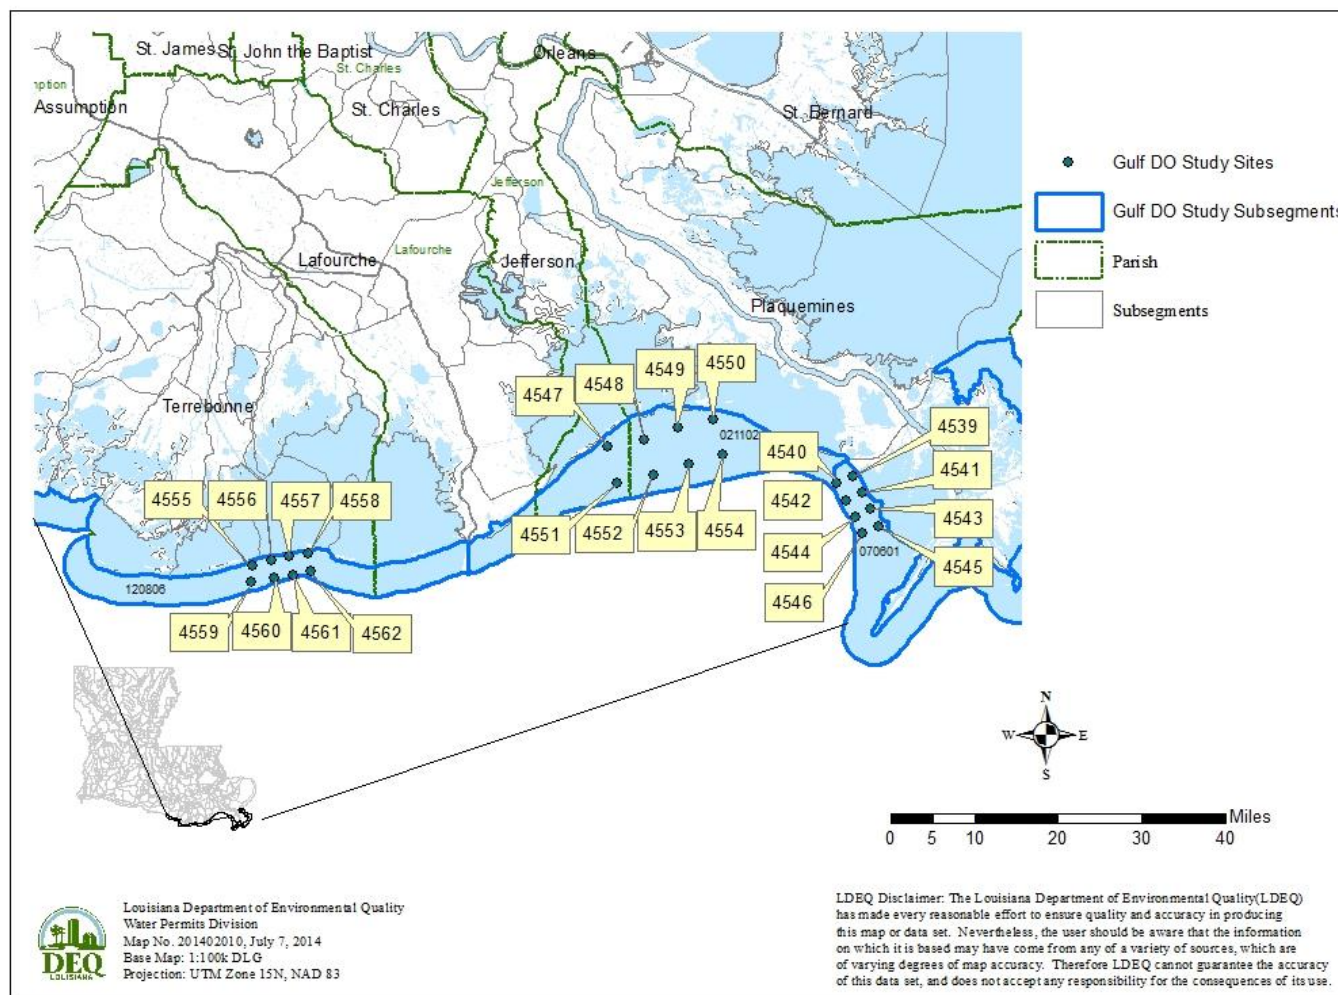 St. James
St. John the Baptist
Orleans
St. Charles
mption
Assumption
St. Charles
St. Bernard
Gulf DO Study Sites
Jefferson
Gulf DO Study Subsegments
Lafourche
Lafourche
Jefferson
Parish
Plaquemines
Subsegments
4547
4548
4549
4550
Terrebonne
021102
4539
4540
4541
4555
4556
4557
4558
4542
4543
4551
4552
4553
4554
4544
070601
4545
120806
4546
4559
4560
4561
4562
N
W
E
S
Miles
0 5 10 20 30 40
Louisiana Department of Environmental Quality
Water Permits Division
Map No. 201402010, July 7, 2014
Base Map: 1:100k DLG
Projection: UTM Zone 15N, NAD 83
DEQ
LOUISIANA
LDEQ Disclaimer: The Louisiana Department of Environmental Quality(LDEQ)
has made every reasonable effort to ensure quality and accuracy in producing
this map or data set. Nevertheless, the user should be aware that the information
on which it is based may have come from any of a variety of sources, which are
of varying degrees of map accuracy. Therefore LDEQ cannot guarantee the accuracy
of this data set, and does not accept any responsibility for the consequences of its use.